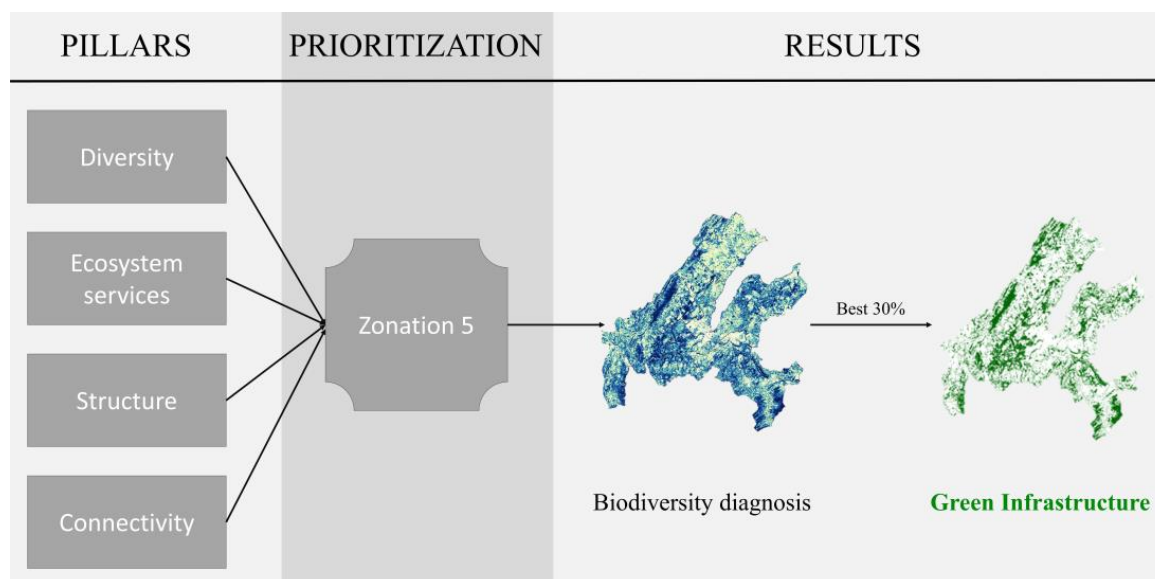 PILLARS
PRIORITIZATION
RESULTS
Diversity
Ecosystem
services
Structure
Connectivity
Zonation 5
Best 30%
Biodiversity diagnosis
Green Infrastructure